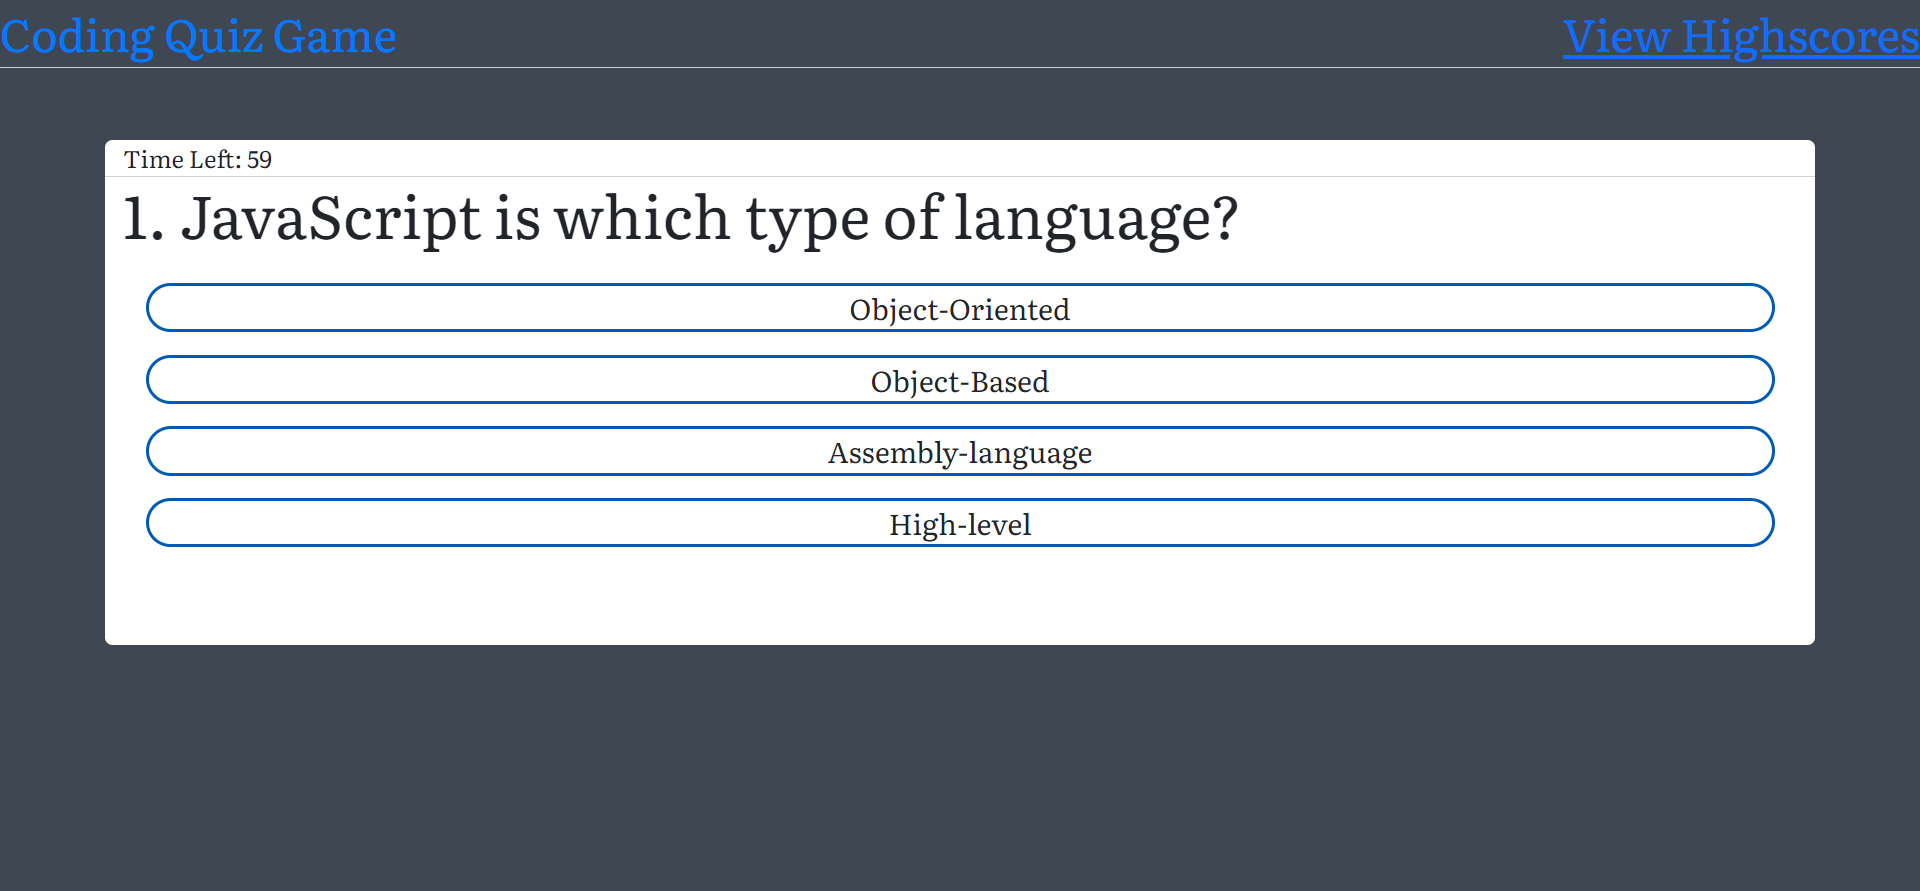 Coding Quiz Game
View Highscores
Time Left: 59
1. JavaScript is which type of language?
Object-Oriented
Object-Based
Assembly-language
High-level